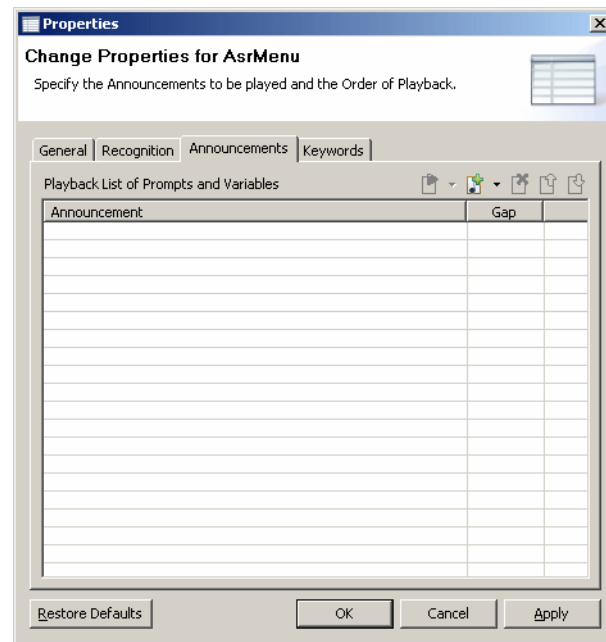 Properties
Change Properties for AsrMenu
Specify the Announcements to be played and the Order of Playback.
General Recognition Announcements Keywords
Playback List of Prompts and Variables
Announcement Gap
Restore Defaults OK Cancel Apply